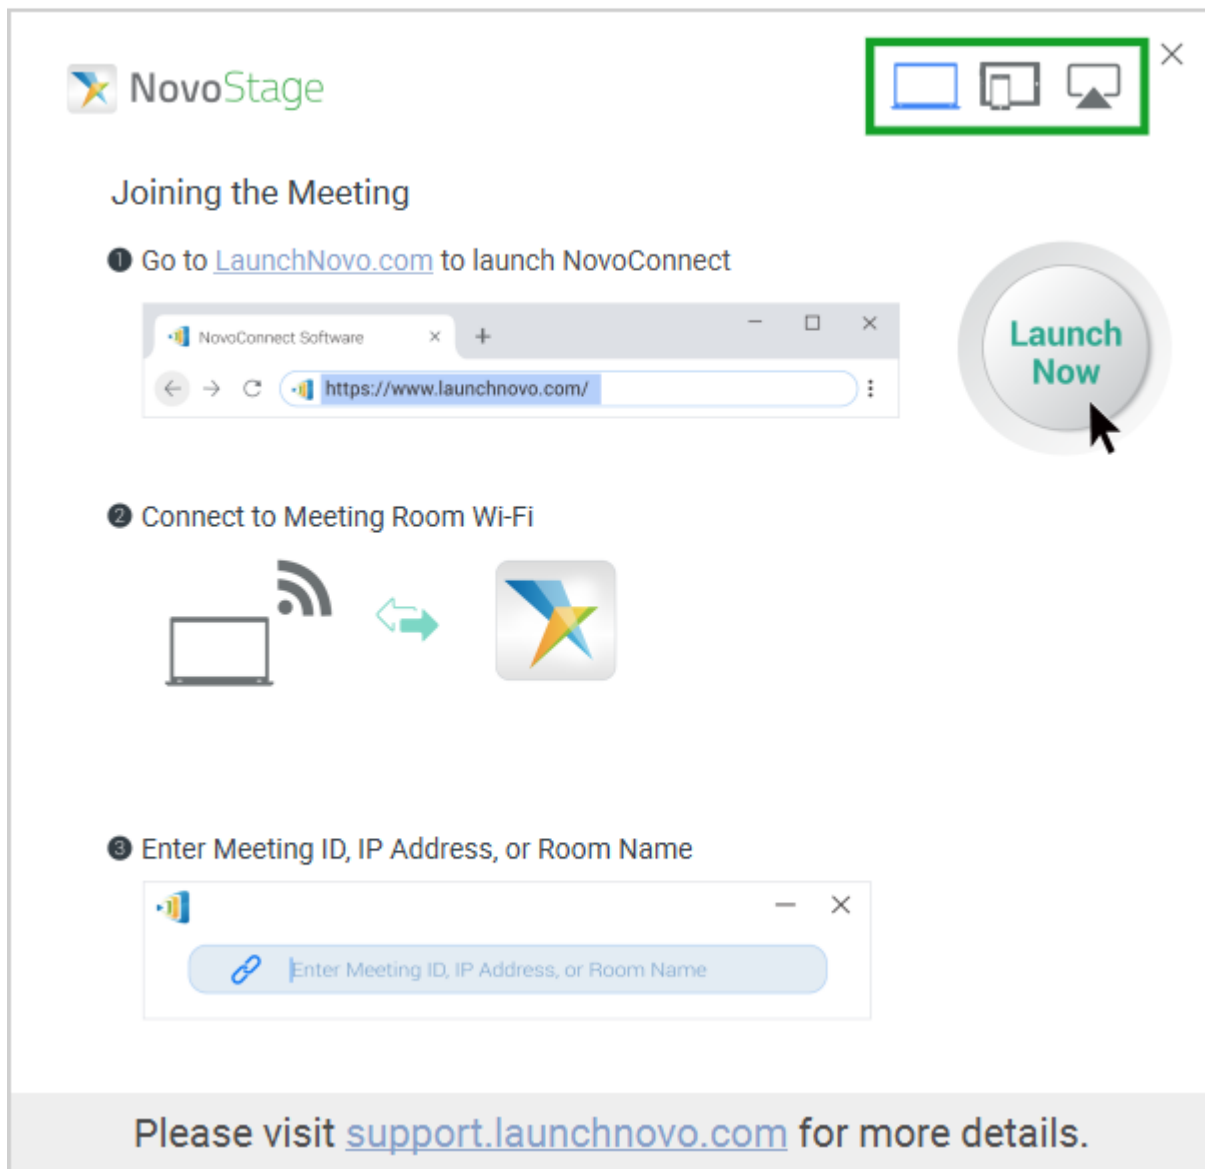 NovoStage
Joining the Meeting
❶ Go to LaunchNovo.com to launch NovoConnect
NovoConnect Software
https://www.launchnovo.com/
Launch
Now
❷ Connect to Meeting Room Wi-Fi
❸ Enter Meeting ID, IP Address, or Room Name
Enter Meeting ID, IP Address, or Room Name
Please visit support.launchnovo.com for more details.